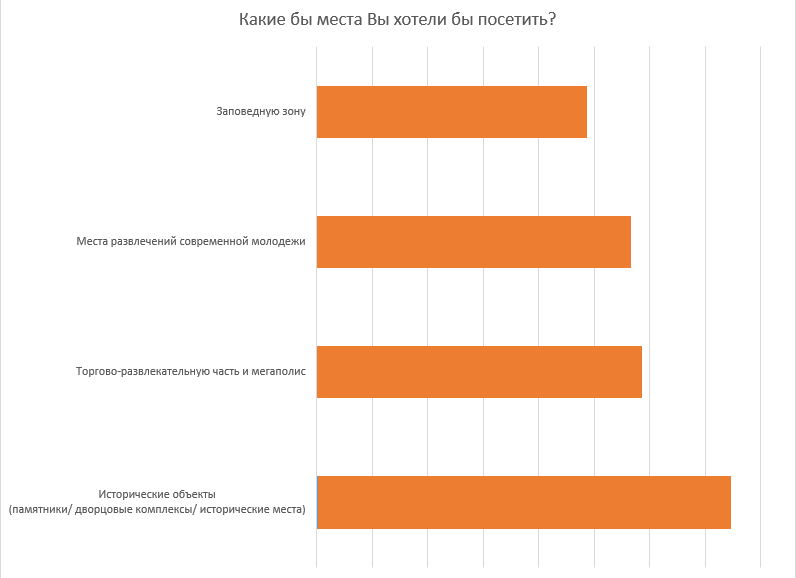 Какие бы места Вы хотели бы посетить?
Заповедную зону
Места развлечений современной молодежи
Торгово-развлекательную часть и мегаполис
Исторические объекты
(памятники/ дворцовые комплексы/ исторические места)